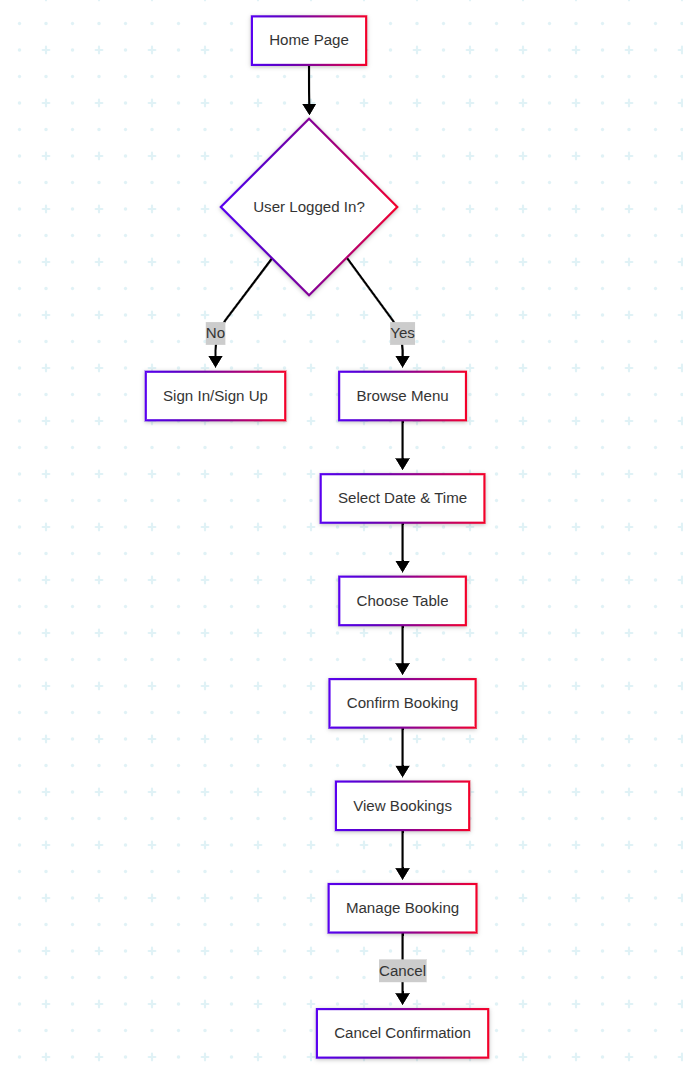 Home Page
User Logged In?
No
Yes
Sign In/Sign Up
Browse Menu
Select Date & Time
Choose Table
Confirm Booking
View Bookings
Manage Booking
Cancel
Cancel Confirmation